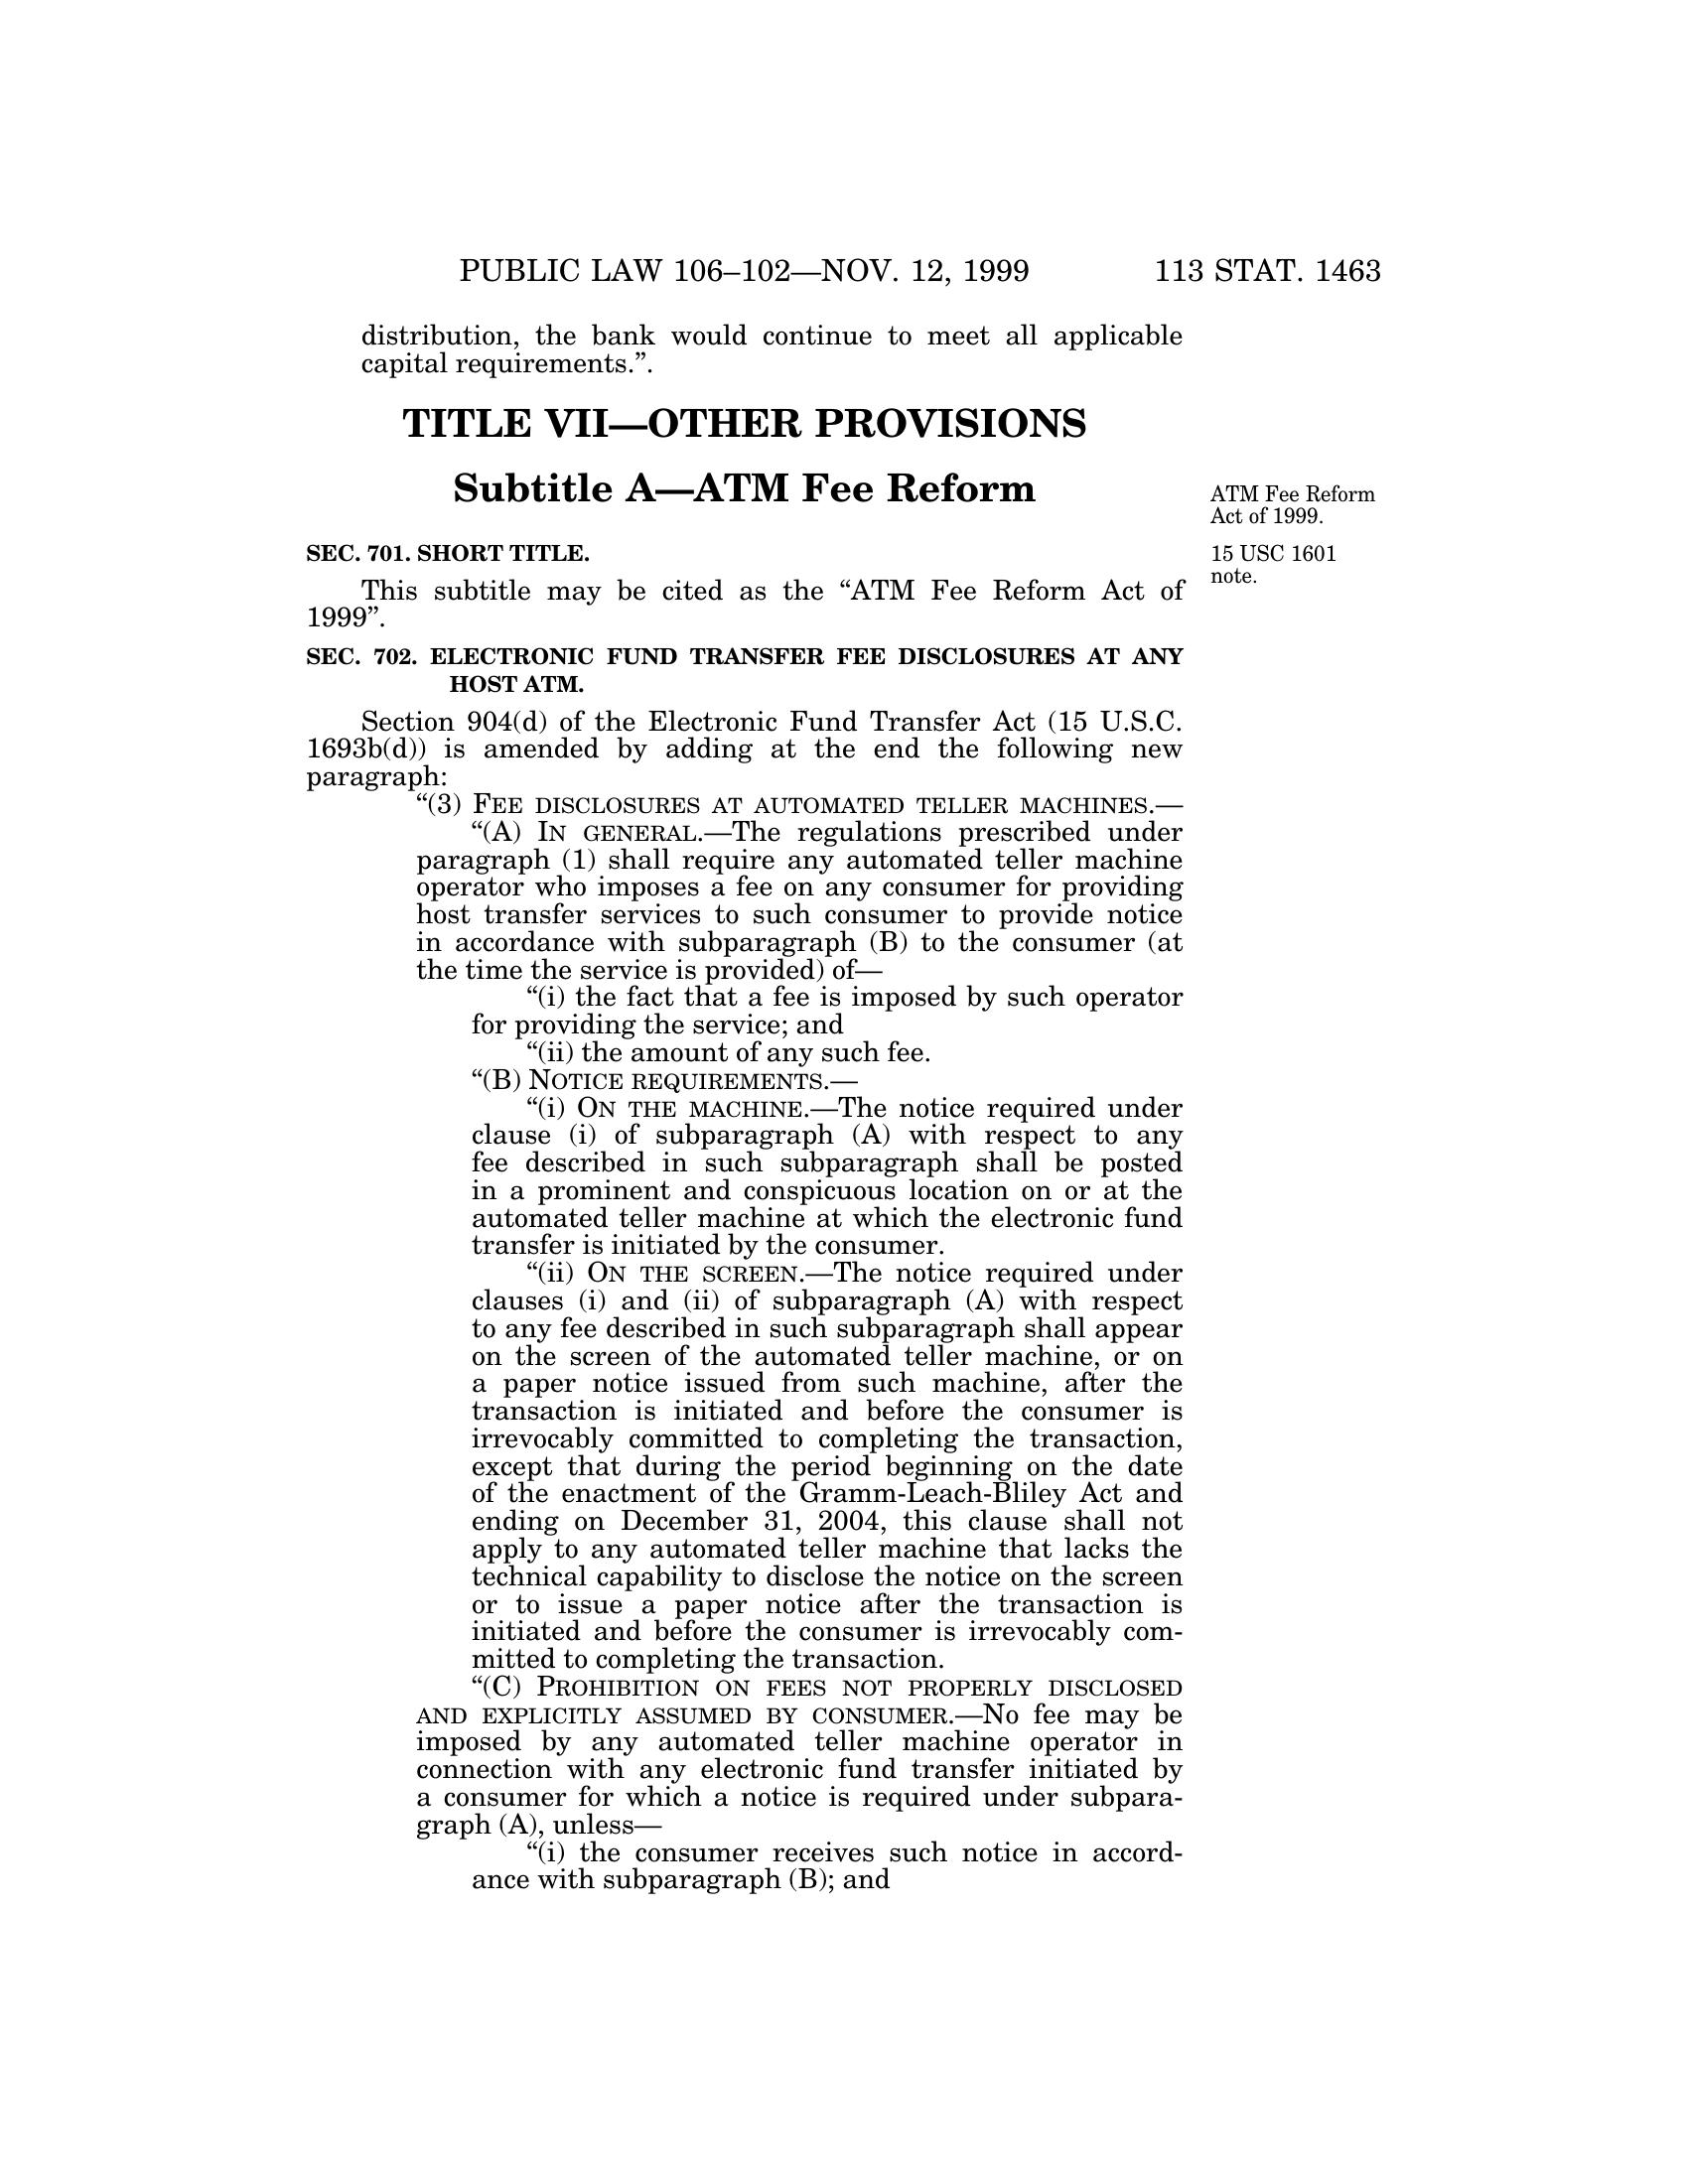 PUBLIC LAW 106–102—NOV. 12, 1999 113 STAT. 1463
distribution, the bank would continue to meet all applicable
capital requirements.”.
TITLE VII—OTHER PROVISIONS
Subtitle A—ATM Fee Reform
ATM Fee Reform
Act of 1999.
SEC. 701. SHORT TITLE.
15 USC 1601
note.
This subtitle may be cited as the “ATM Fee Reform Act of
1999”.
SEC. 702. ELECTRONIC FUND TRANSFER FEE DISCLOSURES AT ANY
HOST ATM.
Section 904(d) of the Electronic Fund Transfer Act (15 U.S.C.
1693b(d)) is amended by adding at the end the following new
paragraph:
“(3) FEE DISCLOSURES AT AUTOMATED TELLER MACHINES.—
“(A) IN GENERAL.—The regulations prescribed under
paragraph (1) shall require any automated teller machine
operator who imposes a fee on any consumer for providing
host transfer services to such consumer to provide notice
in accordance with subparagraph (B) to the consumer (at
the time the service is provided) of—
“(i) the fact that a fee is imposed by such operator
for providing the service; and
“(ii) the amount of any such fee.
“(B) NOTICE REQUIREMENTS.—
“(i) ON THE MACHINE.—The notice required under
clause (i) of subparagraph (A) with respect to any
fee described in such subparagraph shall be posted
in a prominent and conspicuous location on or at the
automated teller machine at which the electronic fund
transfer is initiated by the consumer.
“(ii) ON THE SCREEN.—The notice required under
clauses (i) and (ii) of subparagraph (A) with respect
to any fee described in such subparagraph shall appear
on the screen of the automated teller machine, or on
a paper notice issued from such machine, after the
transaction is initiated and before the consumer is
irrevocably committed to completing the transaction,
except that during the period beginning on the date
of the enactment of the Gramm-Leach-Bliley Act and
ending on December 31, 2004, this clause shall not
apply to any automated teller machine that lacks the
technical capability to disclose the notice on the screen
or to issue a paper notice after the transaction is
initiated and before the consumer is irrevocably com-
mitted to completing the transaction.
“(C) PROHIBITION ON FEES NOT PROPERLY DISCLOSED
AND EXPLICITLY ASSUMED BY CONSUMER.—No fee may be
imposed by any automated teller machine operator in
connection with any electronic fund transfer initiated by
a consumer for which a notice is required under subpara-
graph (A), unless—
“(i) the consumer receives such notice in accord-
ance with subparagraph (B); and